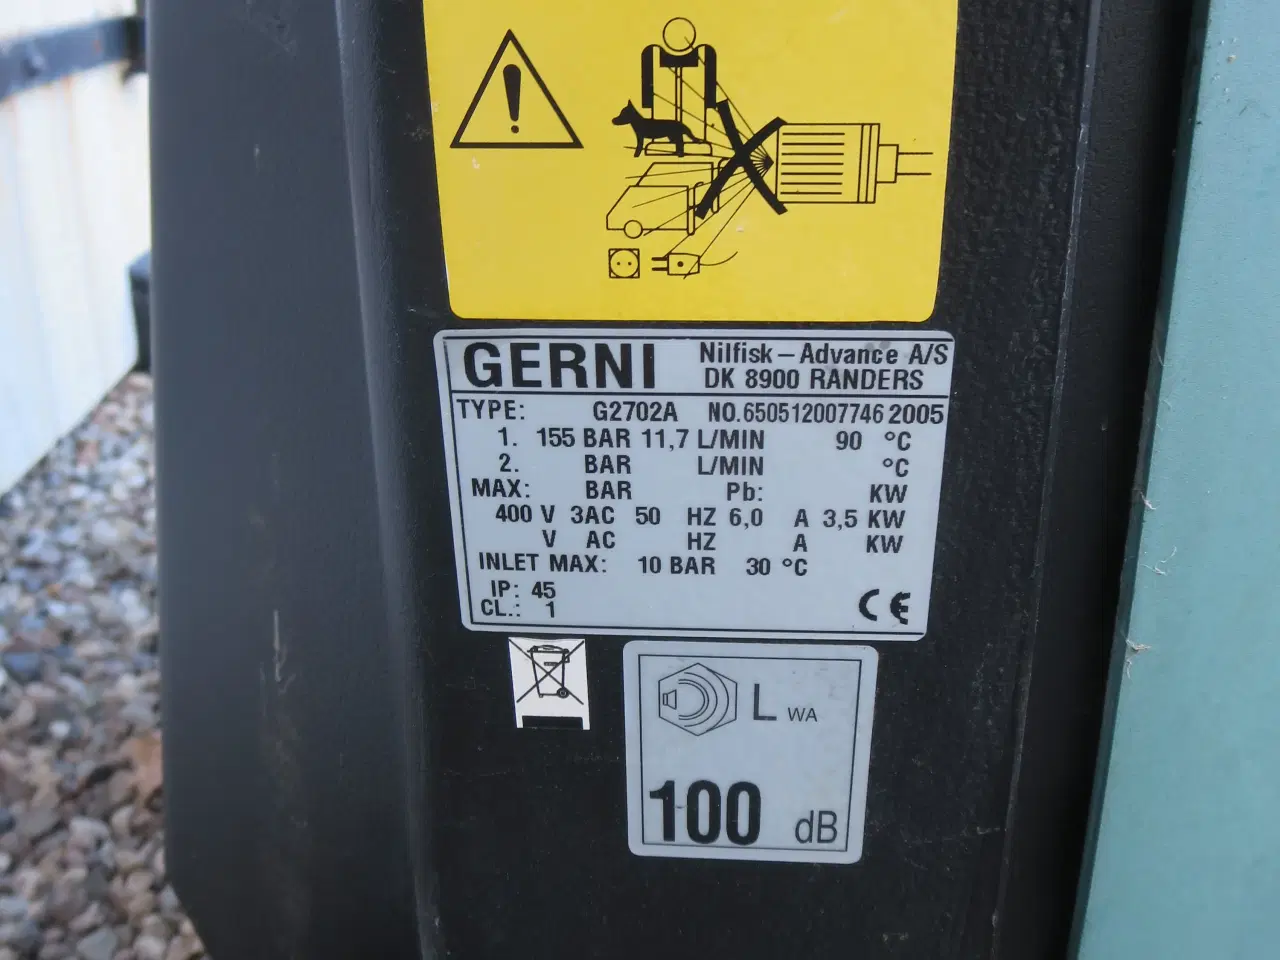 GERNI Nilfisk – Advance A/S
DK 8900 RANDERS
TYPE: G2702A NO.650512007746 2005
1. 155 BAR 11,7 L/MIN 90 °C
2. BAR L/MIN °C
MAX: BAR Pb: KW
400 V 3AC 50 HZ 6,0 A 3,5 KW
V AC HZ A KW
INLET MAX: 10 BAR 30 °C
IP: 45
CL.: 1
CE
L WA
100 dB